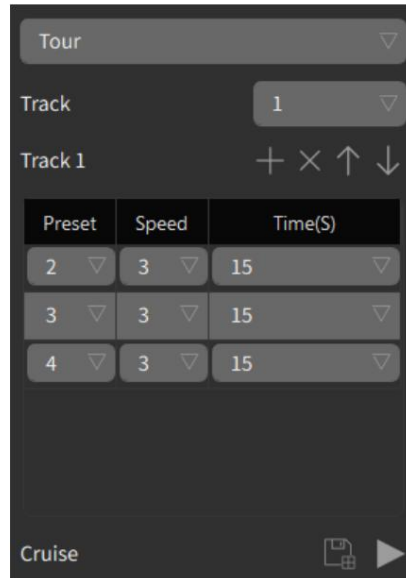 Tour
Track 1
Track 1
Preset Speed Time(S)
2 3 15
3 3 15
4 3 15
Cruise